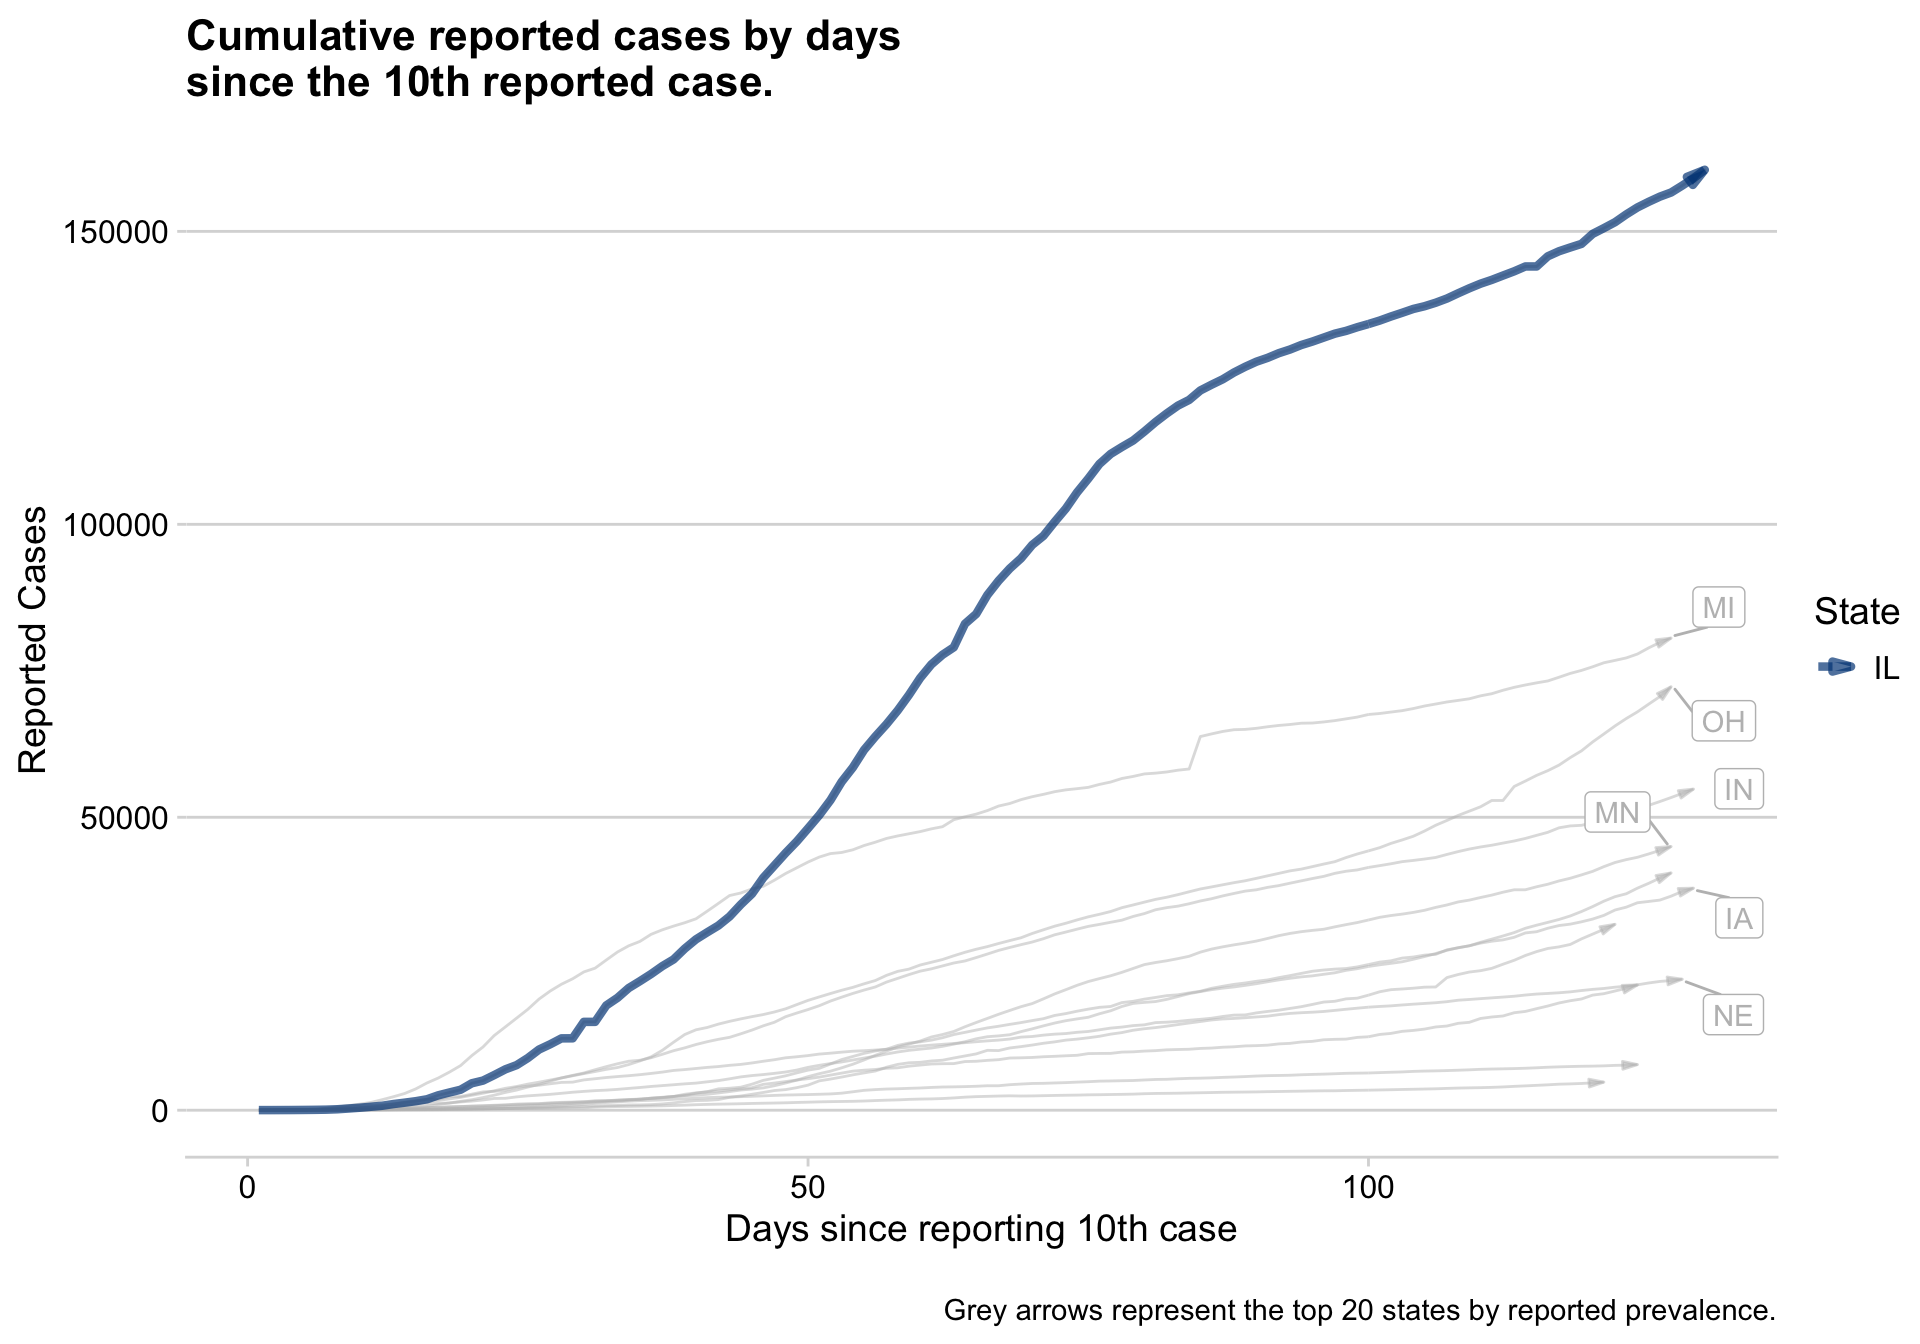 Cumulative reported cases by days
since the 10th reported case.
150000
100000
50000
0
Reported Cases
MI
OH
IN
MN
IA
NE
State
IL
0
50
100
Days since reporting 10th case
Grey arrows represent the top 20 states by reported prevalence.